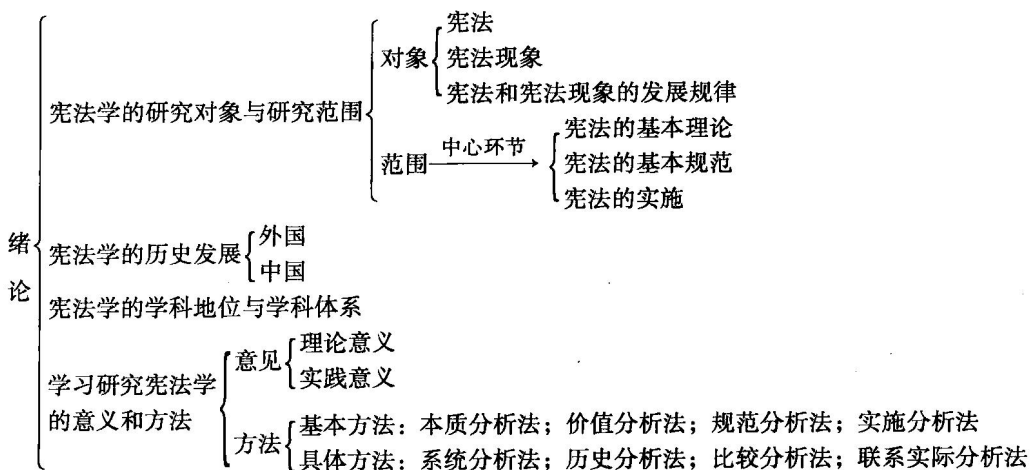 绪论
宪法学的研究对象与研究范围
对象
宪法
宪法现象
宪法和宪法现象的发展规律
范围
中心环节
宪法的基本理论
宪法的基本规范
宪法的实施
宪法学的历史发展
外国
中国
宪法学的学科地位与学科体系
学习研究宪法学
的意义和方法
意见
理论意义
实践意义
方法
基本方法：本质分析法；价值分析法；规范分析法；实施分析法
具体方法：系统分析法；历史分析法；比较分析法；联系实际分析法